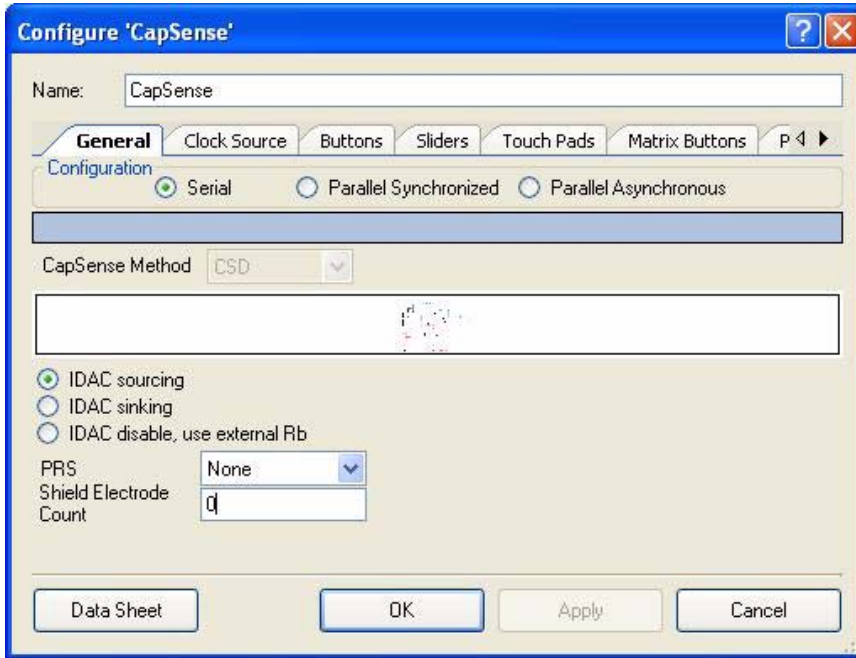 Configure 'CapSense'
Name: CapSense
General Clock Source Buttons Sliders Touch Pads Matrix Buttons P
Configuration
Serial Parallel Synchronized Parallel Asynchronous
CapSense Method CSD
IDAC sourcing
IDAC sinking
IDAC disable, use external Rb
PRS None
Shield Electrode
Count 0
Data Sheet OK Apply Cancel